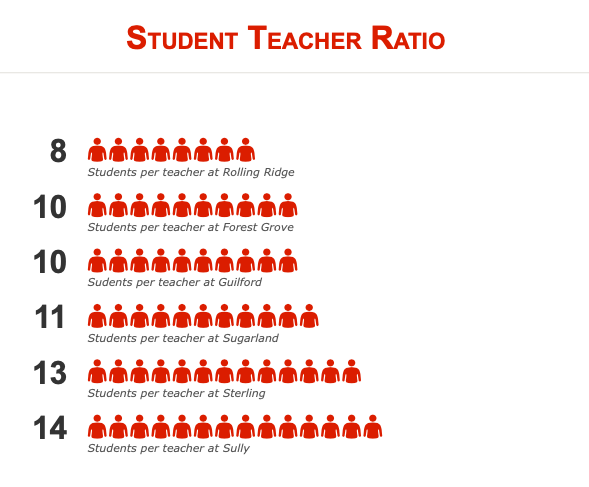 Student Teacher Ratio
8
Students per teacher at Rolling Ridge
10
Students per teacher at Forest Grove
10
Sudents per teacher at Guilford
11
Students per teacher at Sugarland
13
Students per teacher at Sterling
14
Students per teacher at Sully